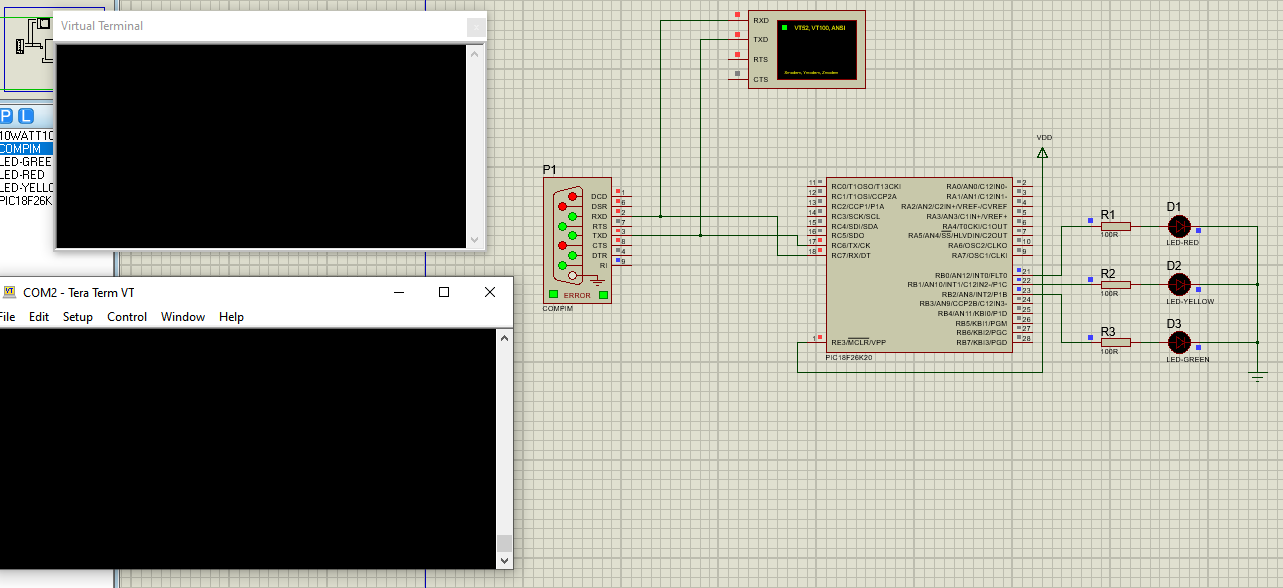 Virtual Terminal
P L
10WATT10
COMPIM
LED-GREE
LED-RED
LED-YELLO
PIC18F26K
COM2 - Tera Term VT
File Edit Setup Control Window Help
RXD
TXD
RTS
CTS
VT52, VT100, ANSI
Xmodem, Ymodem, Zmodem
P1
DCD 1
DSR 6
RXD 2
RTS 7
TXD 3
CTS 8
DTR 4
RI 9
ERROR
COMPIM
VDD
11 RC0/T1OSO/T13CKI
12 RC1/T1OSI/CCP2A
13 RC2/CCP1/P1A
14 RC3/SCK/SCL
15 RC4/SDI/SDA
16 RC5/SDO
17 RC6/TX/CK
18 RC7/RX/DT
1 RE3/MCLR/VPP
RA0/AN0/C12IN0- 2
RA1/AN1/C12IN1- 3
RA2/AN2/C2IN+/VREF-/CVREF 4
RA3/AN3/C1IN+/VREF+ 5
RA4/T0CKI/C1OUT 6
RA5/AN4/SS/HLVDIN/C2OUT 7
RA6/OSC2/CLKO 10
RA7/OSC1/CLKI 9
RB0/AN12/INT0/FLT0 21
RB1/AN10/INT1/C12IN2-/P1C 22
RB2/AN8/INT2/P1B 23
RB3/AN9/CCP2B/C12IN3- 24
RB4/AN11/KBI0/P1D 25
RB5/KBI1/PGM 26
RB6/KBI2/PGC 27
RB7/KBI3/PGD 28
PIC18F26K20
R1
100R
D1
LED-RED
R2
100R
D2
LED-YELLOW
R3
100R
D3
LED-GREEN